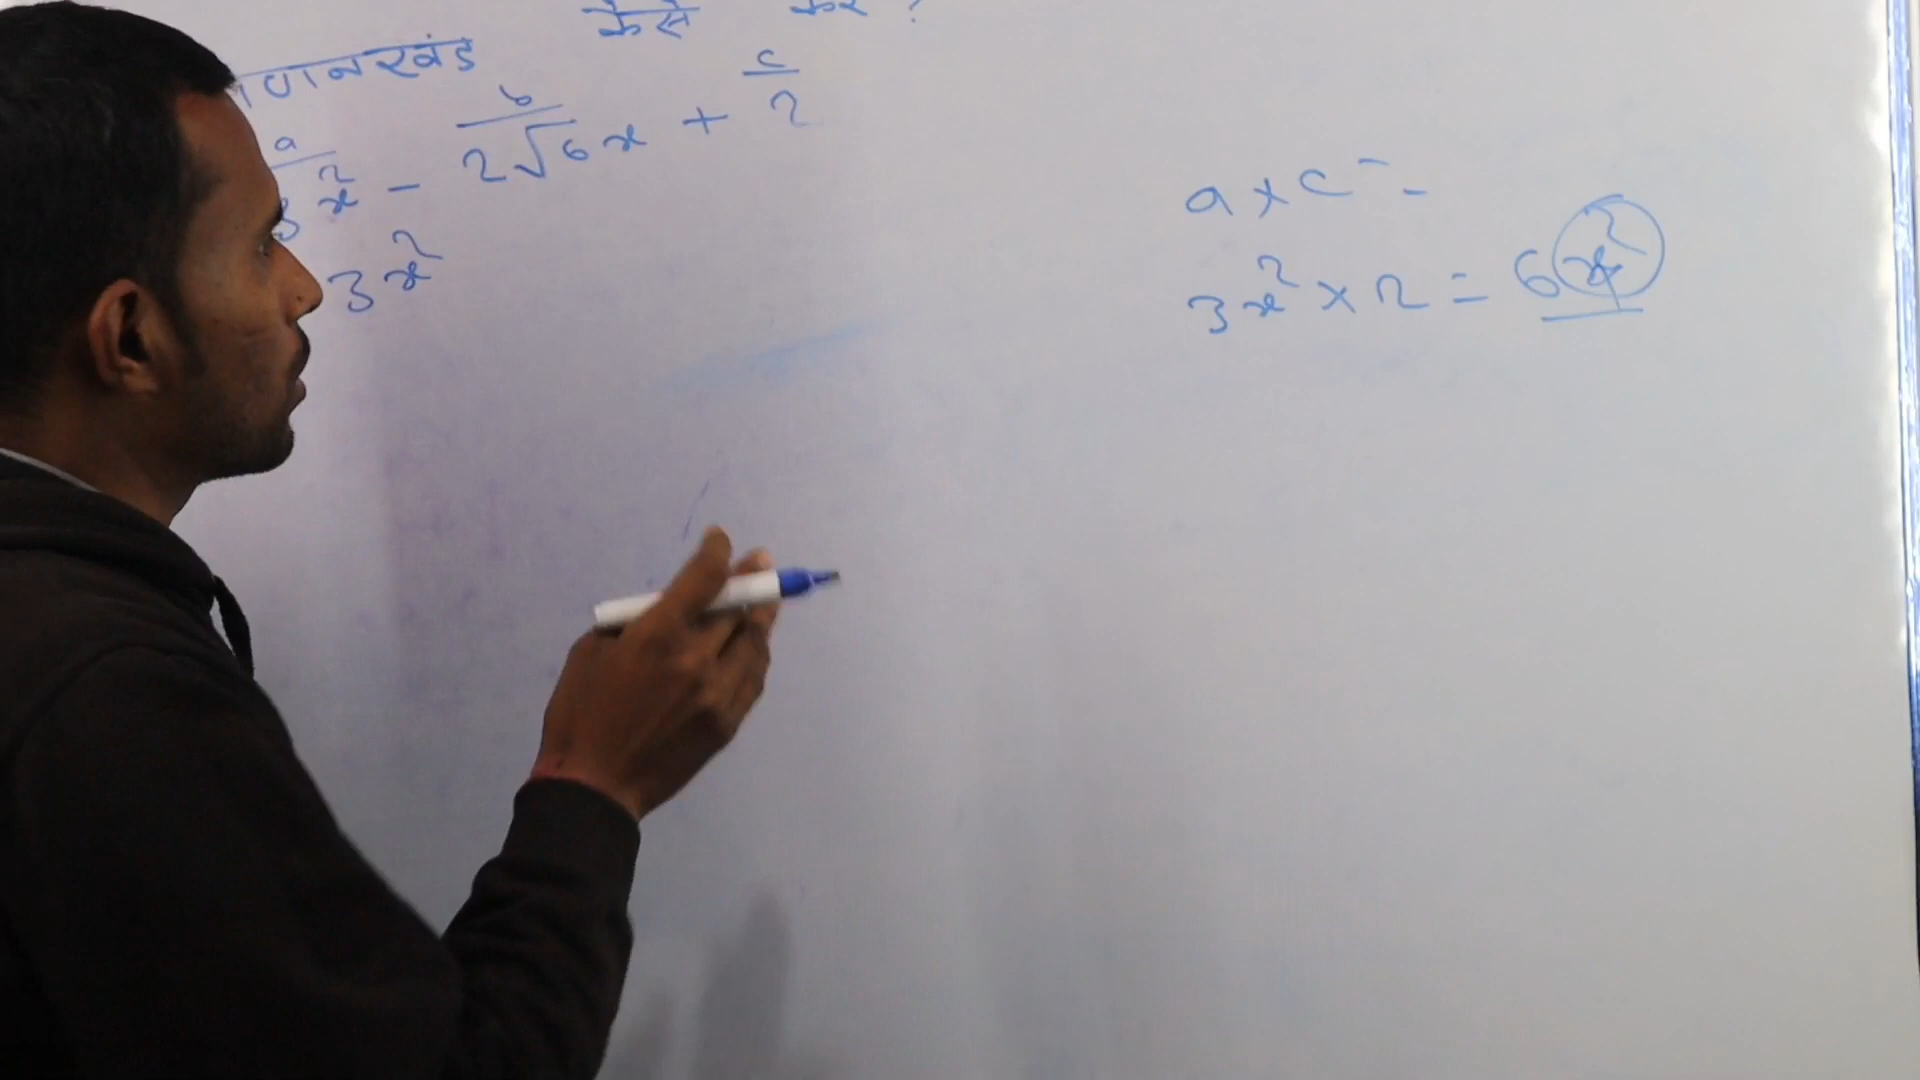 कैसे करें ?
गुणनखंड
a b c
3x² - 2√6x + 2
3x²
a × c =
3x² × 2 = 6x²